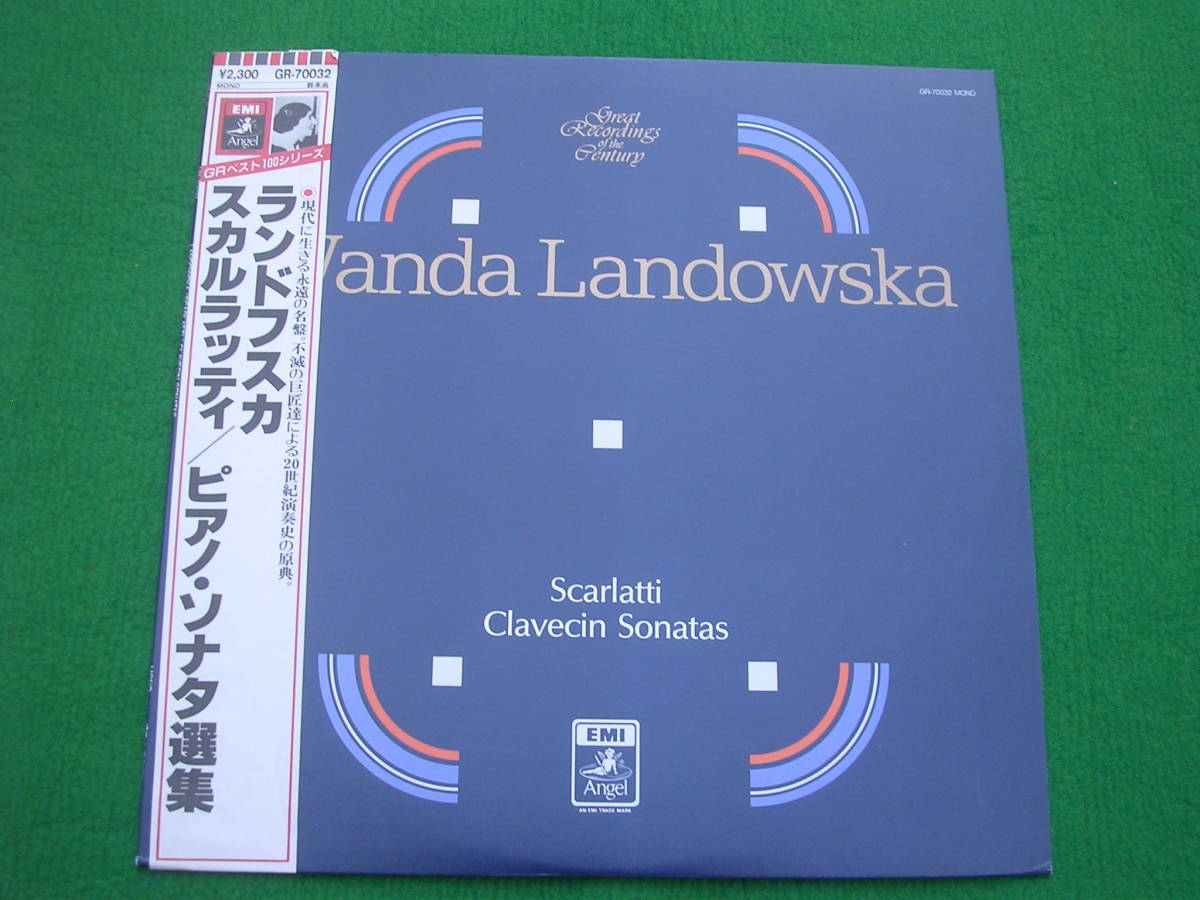 ¥2,300 GR-70032
MONO
EMI
Angel
GRベスト100シリーズ
●現代に生きる永遠の名盤。不滅の巨匠達による20世紀演奏史の原典。
ランドフスカ
スカルラッティ/ピアノ・ソナタ選集
GR-70032 MONO
Great
Recordings
of the
Century
anda Landowska
Scarlatti
Clavecin Sonatas
EMI
Angel
AN EMI TRADE MARK